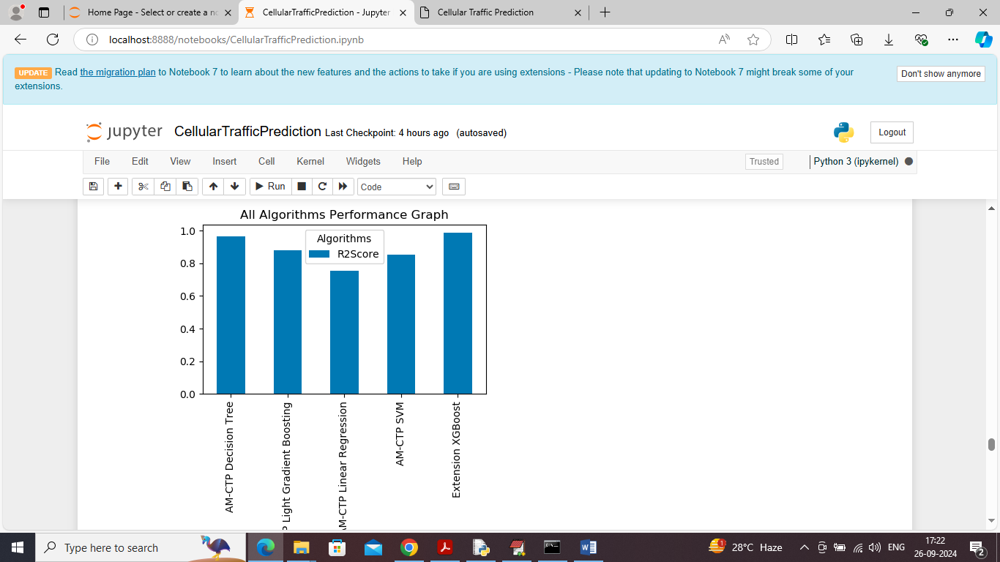 Home Page - Select or create a n
CellularTrafficPrediction - Jupyter
Cellular Traffic Prediction
localhost:8888/notebooks/CellularTrafficPrediction.ipynb
UPDATE Read the migration plan to Notebook 7 to learn about the new features and the actions to take if you are using extensions - Please note that updating to Notebook 7 might break some of your
extensions.
Don't show anymore
jupyter CellularTrafficPrediction Last Checkpoint: 4 hours ago (autosaved)
Logout
File Edit View Insert Cell Kernel Widgets Help
Trusted
Python 3 (ipykernel)
Run
Code
All Algorithms Performance Graph
Algorithms
R2Score
1.0
0.8
0.6
0.4
0.2
0.0
AM-CTP Decision Tree
P Light Gradient Boosting
M-CTP Linear Regression
AM-CTP SVM
Extension XGBoost
Type here to search
1
28°C Haze
ENG
17:22
26-09-2024
2